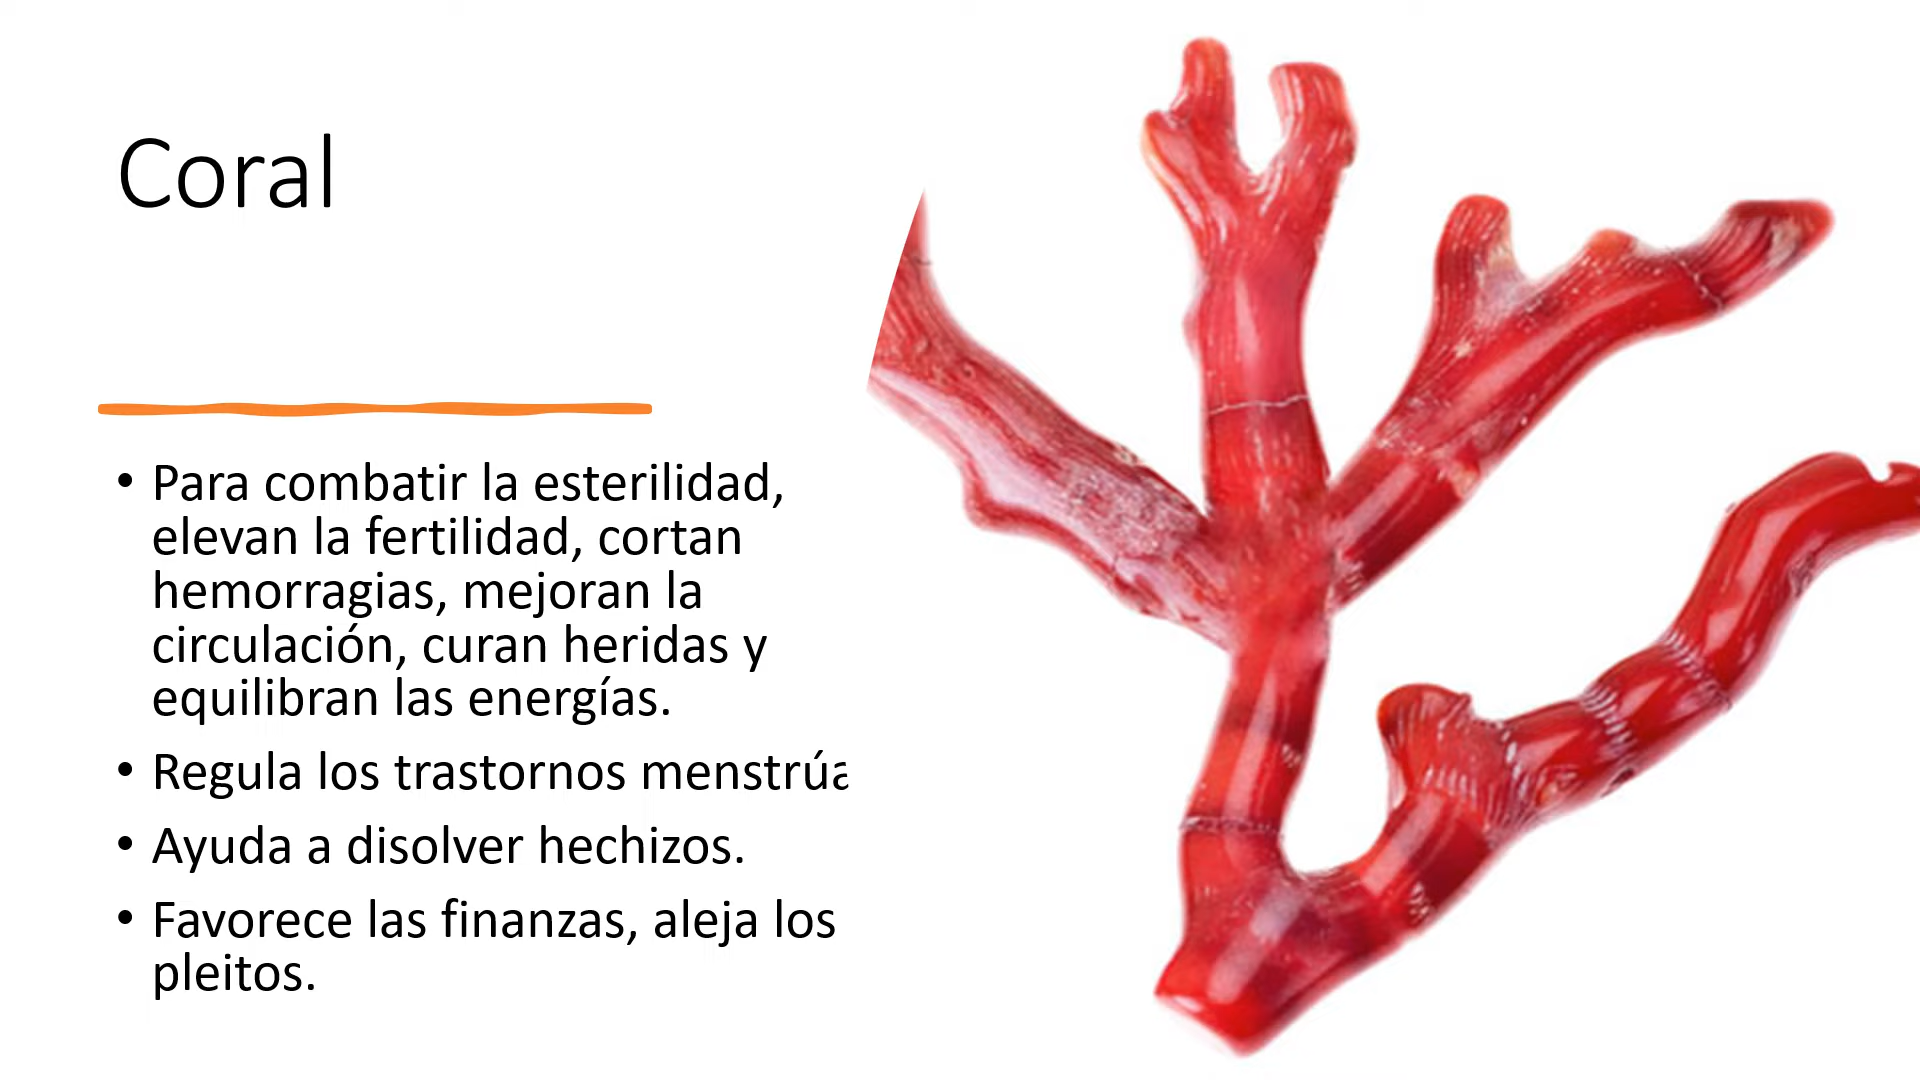 Coral
• Para combatir la esterilidad,
elevan la fertilidad, cortan
hemorragias, mejoran la
circulación, curan heridas y
equilibran las energías.
• Regula los trastornos
• Ayuda a disolver hechizos.
• Favorece las finanzas, aleja los
pleitos.